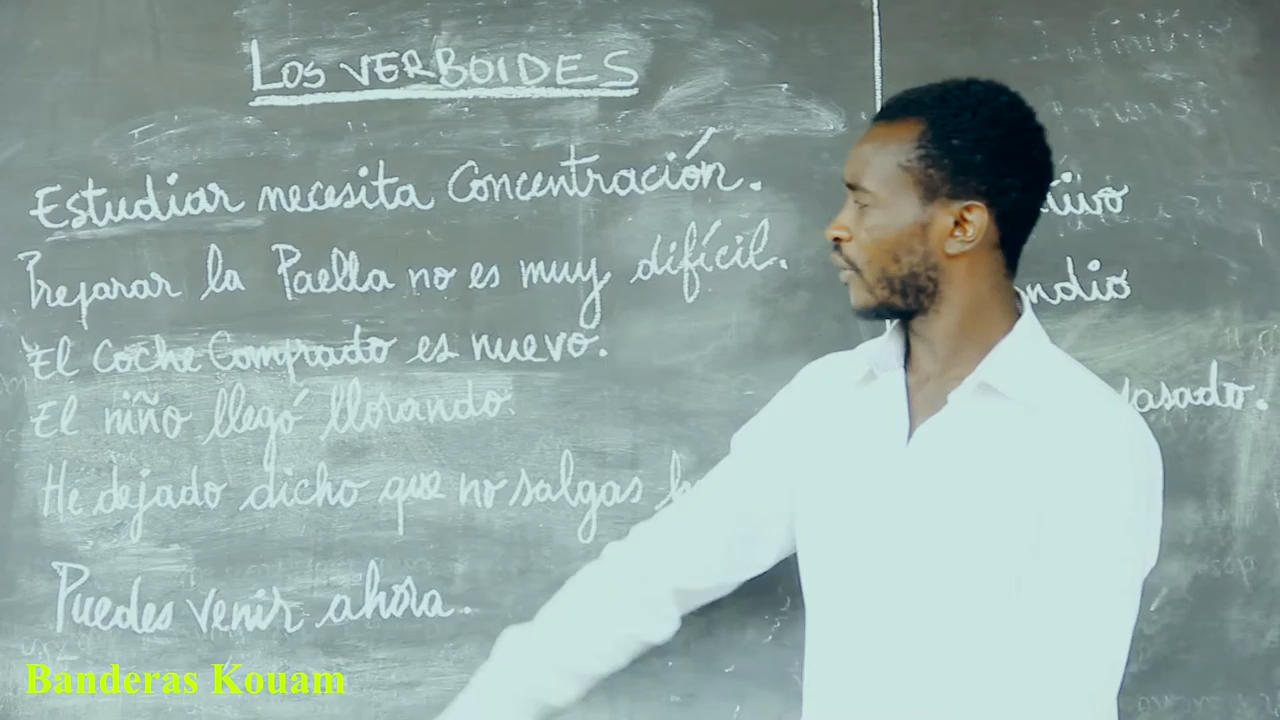 Los VERBOIDES
Estudiar necesita Concentración.
Preparar la Paella no es muy difícil.
El coche Comprado es nuevo.
El niño llegó llorando.
He dejado dicho que no salgas
Puedes venir ahora.
Banderas Kouam